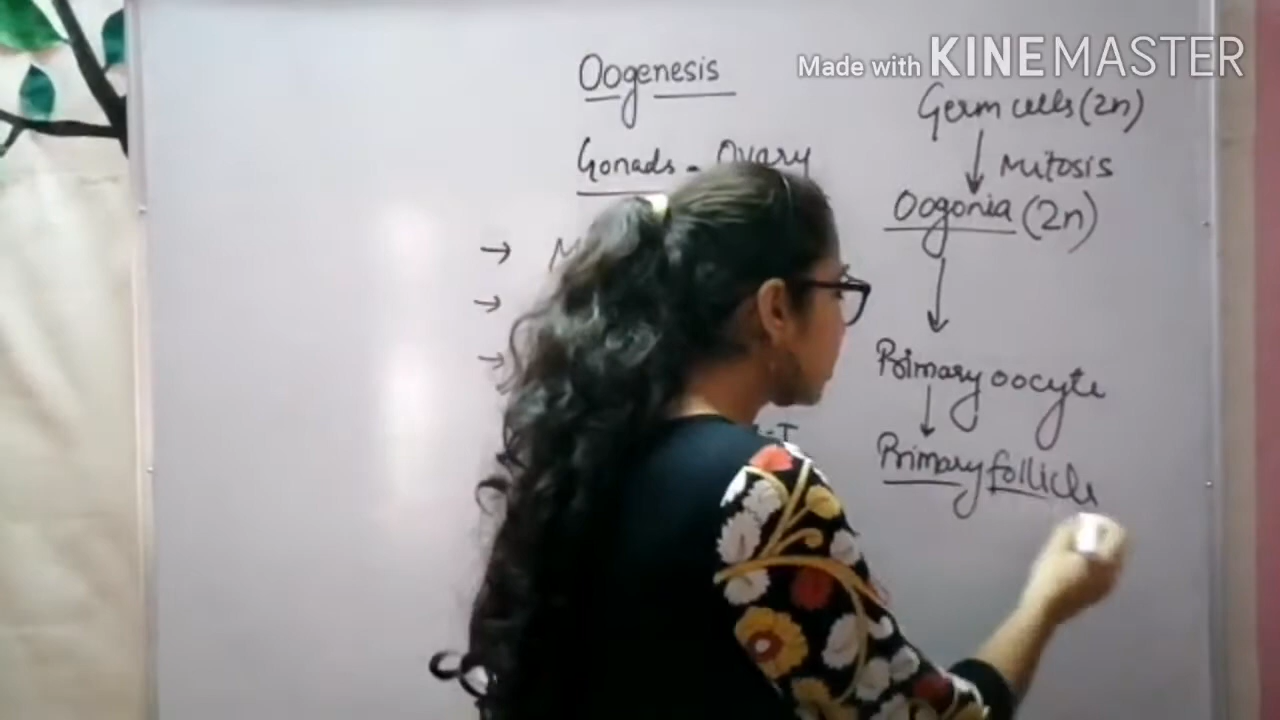 Made with KINEMASTER
Oogenesis
Gonads - Ovary
→
→
→
Germ cells (2n)
↓ Mitosis
Oogonia (2n)
↓
Primary oocyte
↓
Primary follicle